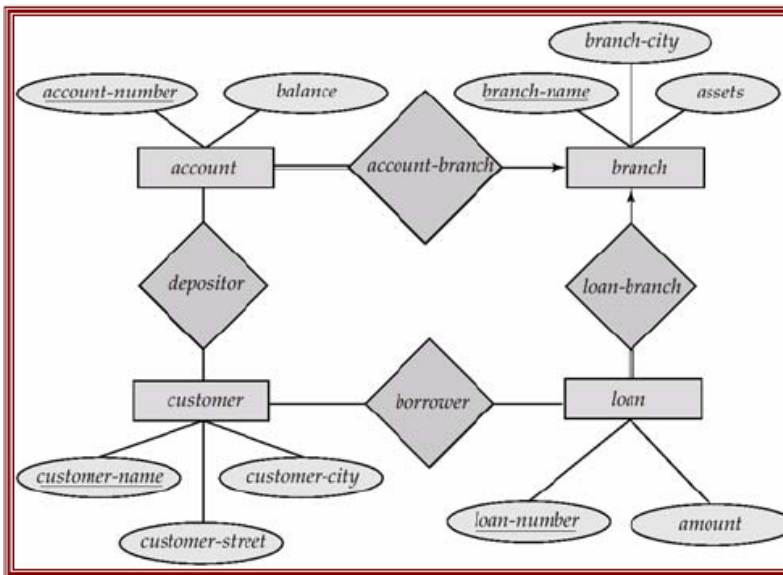 branch-city
account-number
balance
branch-name
assets
account
account-branch
branch
depositor
loan-branch
customer
borrower
loan
customer-name
customer-city
loan-number
amount
customer-street